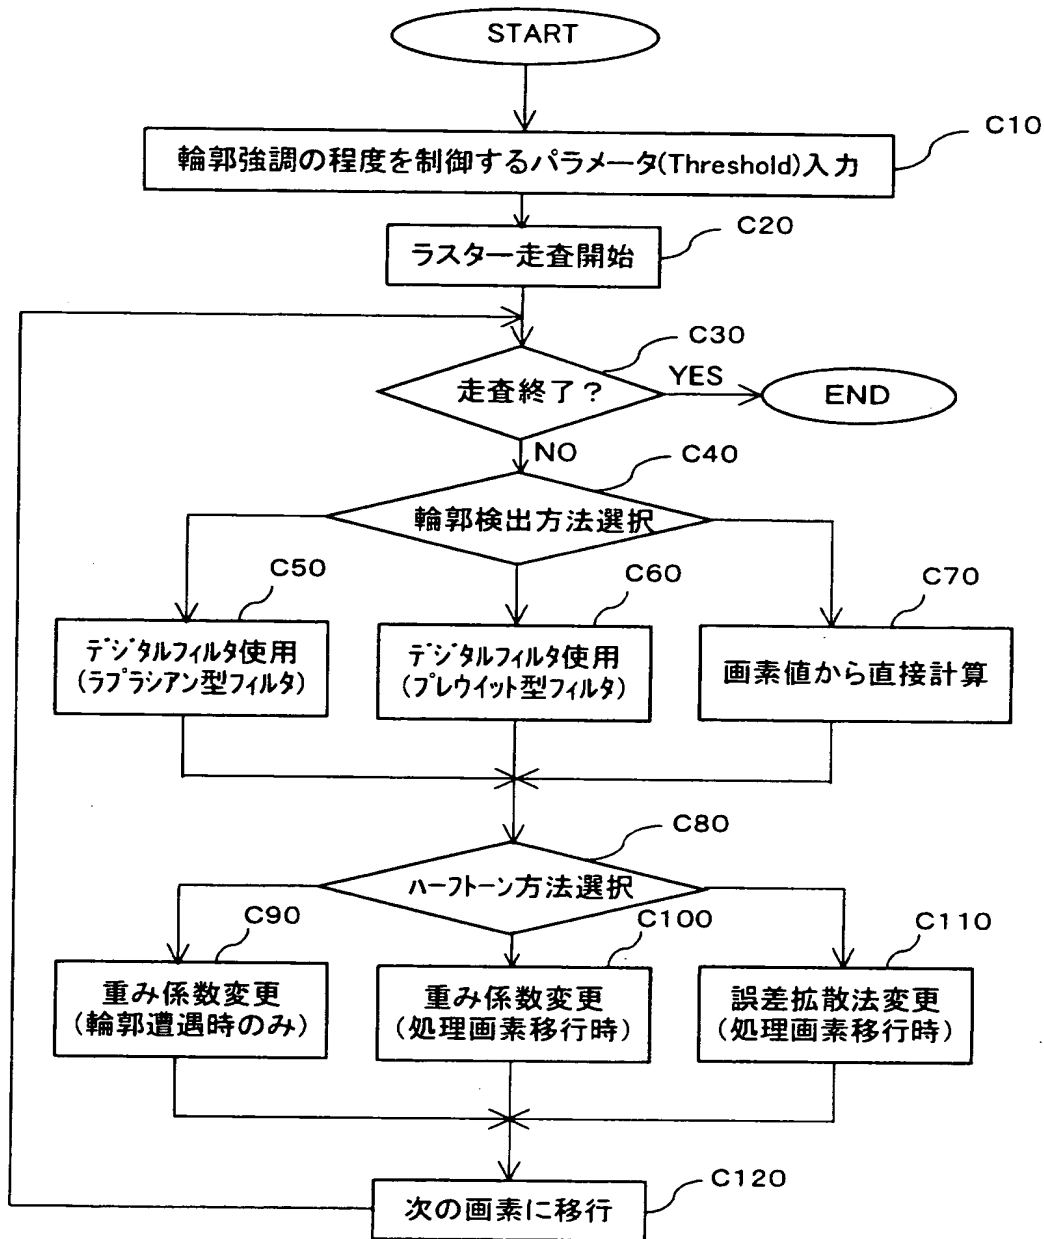 START
C10
輪郭強調の程度を制御するパラメータ(Threshold)入力
C20
ラスター走査開始
C30
走査終了?
YES
END
NO
C40
輪郭検出方法選択
C50
C60
C70
デジタルフィルタ使用
(ラプラシアン型フィルタ)
デジタルフィルタ使用
(プレウイット型フィルタ)
画素値から直接計算
C80
ハーフトーン方法選択
C90
C100
C110
重み係数変更
(輪郭遭遇時のみ)
重み係数変更
(処理画素移行時)
誤差拡散法変更
(処理画素移行時)
C120
次の画素に移行